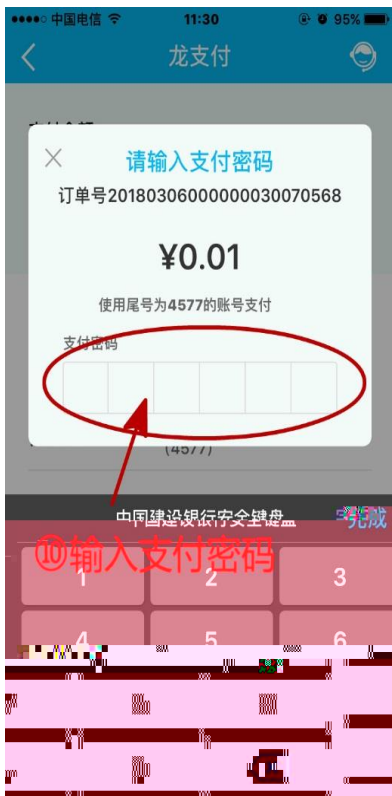 中国电信 11:30 95%
龙支付
请输入支付密码
订单号20180306000000030070568
¥0.01
使用尾号为4577的账号支付
支付密码
(4577)
中国建设银行安全键盘 完成
⑩输入支付密码
1 2 3
4 5 6